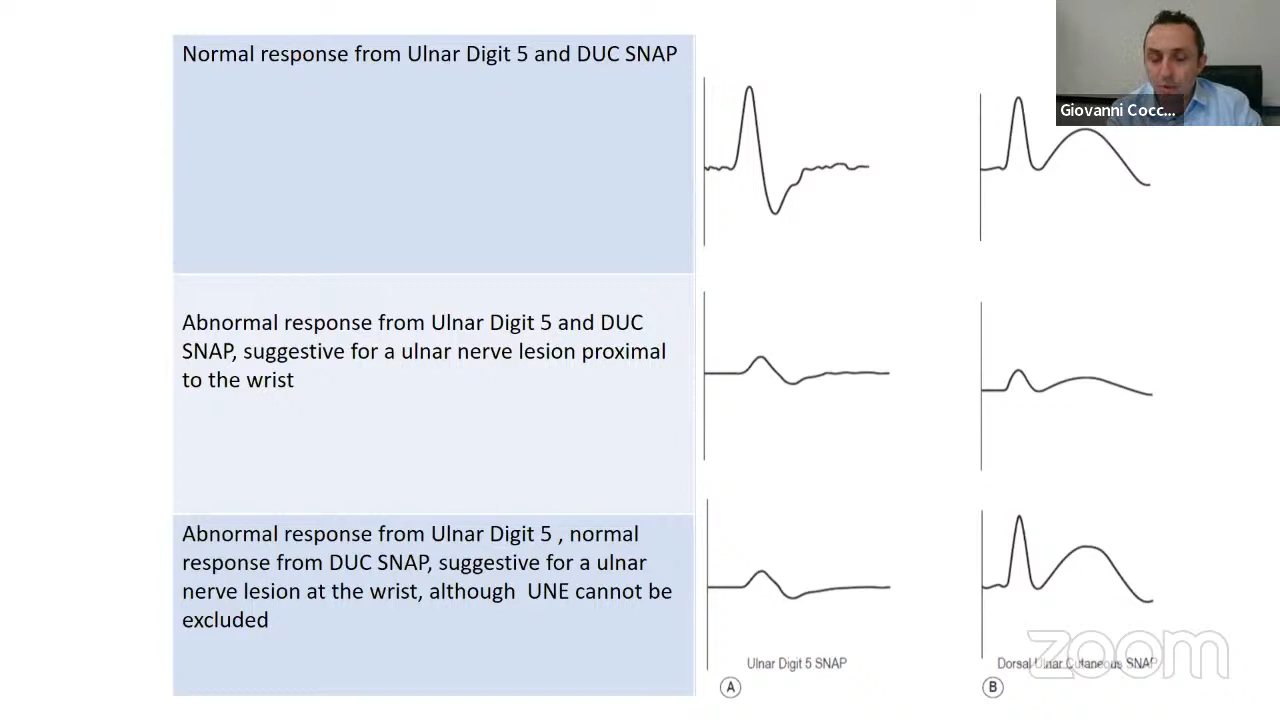 Normal response from Ulnar Digit 5 and DUC SNAP
Giovanni Cocc...
Abnormal response from Ulnar Digit 5 and DUC
SNAP, suggestive for a ulnar nerve lesion proximal
to the wrist
Abnormal response from Ulnar Digit 5 , normal
response from DUC SNAP, suggestive for a ulnar
nerve lesion at the wrist, although UNE cannot be
excluded
Ulnar Digit 5 SNAP
Dorsal Ulnar Cutaneous SNAP
zoom
A
B